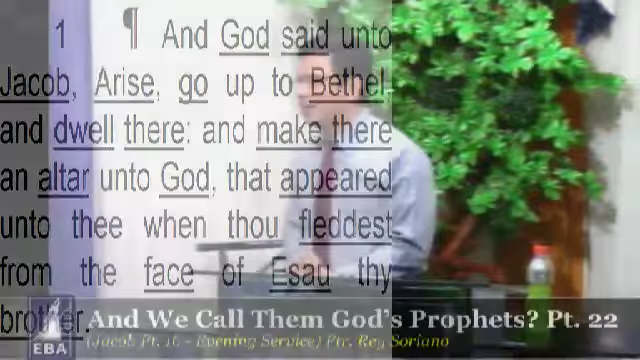 1 ¶ And God said unto
Jacob, Arise, go up to Bethel,
and dwell there: and make there
an altar unto God, that appeared
unto thee when thou fleddest
from the face of Esau thy
brother.
EBA
And We Call Them God's Prophets? Pt. 22
(Jacob Pt. 16 - Evening Service) Ptr. Rey Soriano